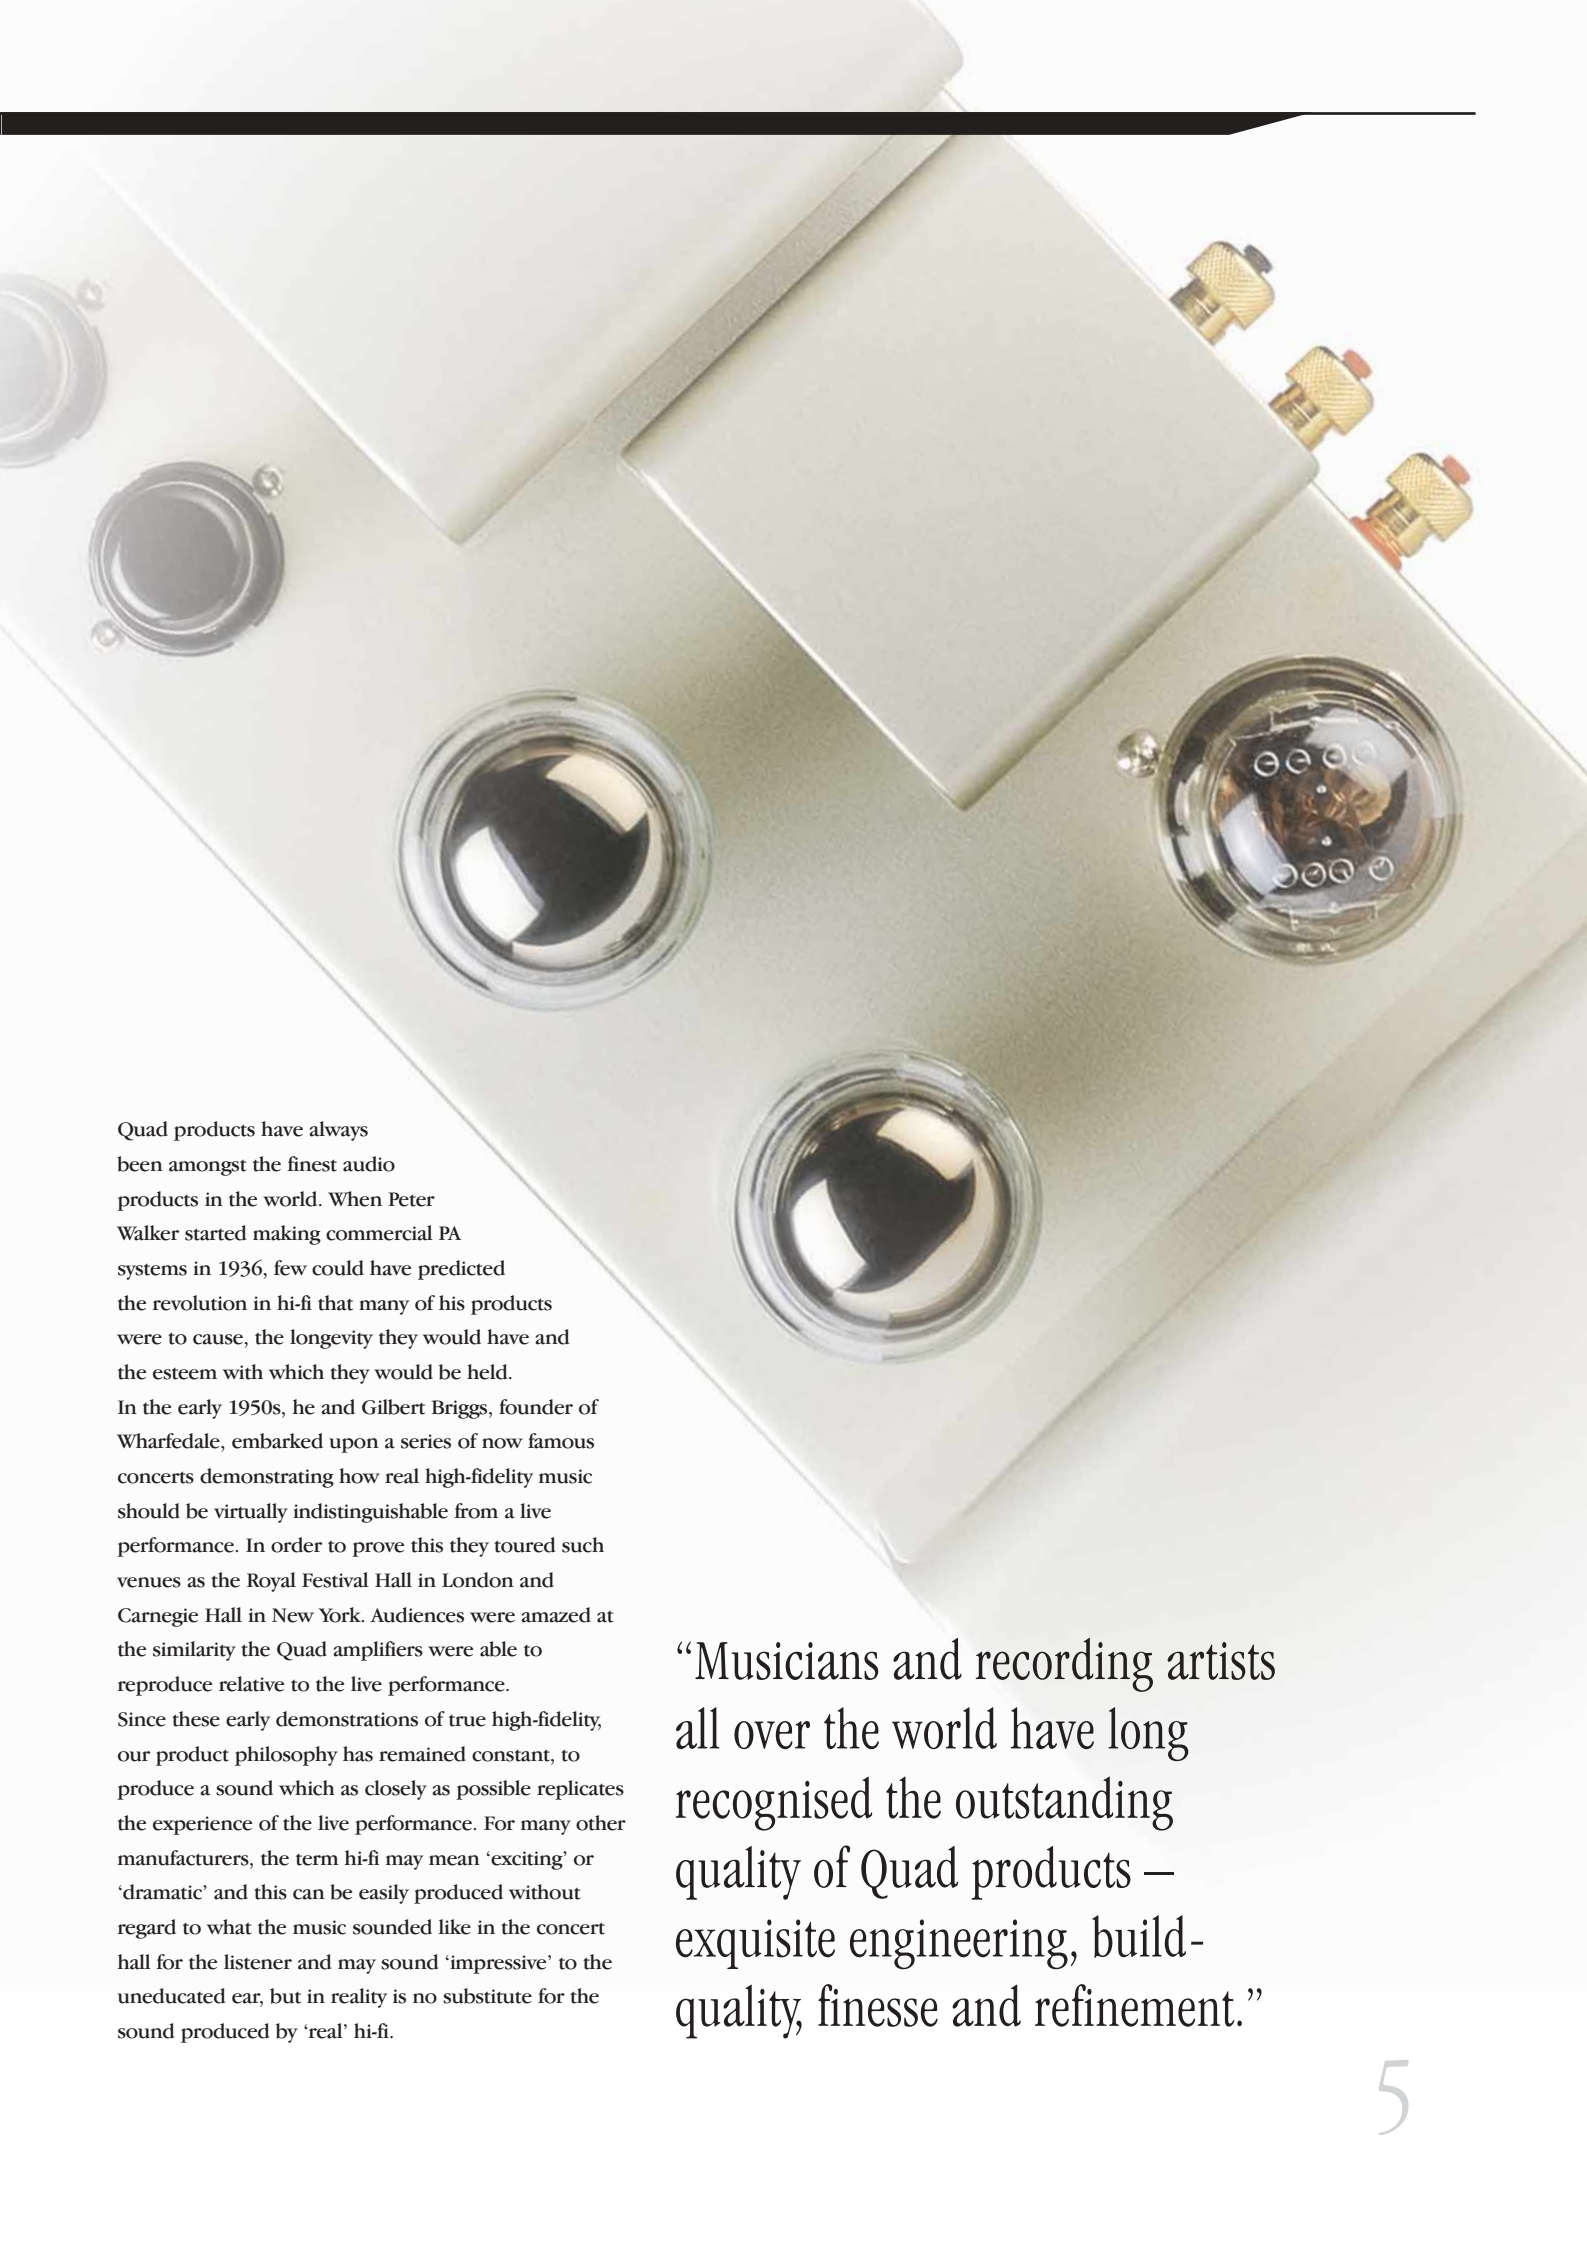 Quad products have always
been amongst the finest audio
products in the world. When Peter
Walker started making commercial PA
systems in 1936, few could have predicted
the revolution in hi-fi that many of his products
were to cause, the longevity they would have and
the esteem with which they would be held.
In the early 1950s, he and Gilbert Briggs, founder of
Wharfedale, embarked upon a series of now famous
concerts demonstrating how real high-fidelity music
should be virtually indistinguishable from a live
performance. In order to prove this they toured such
venues as the Royal Festival Hall in London and
Carnegie Hall in New York. Audiences were amazed at
the similarity the Quad amplifiers were able to
reproduce relative to the live performance.
Since these early demonstrations of true high-fidelity,
our product philosophy has remained constant, to
produce a sound which as closely as possible replicates
the experience of the live performance. For many other
manufacturers, the term hi-fi may mean ‘exciting’ or
‘dramatic’ and this can be easily produced without
regard to what the music sounded like in the concert
hall for the listener and may sound ‘impressive’ to the
uneducated ear, but in reality is no substitute for the
sound produced by ‘real’ hi-fi.
“Musicians and recording artists
all over the world have long
recognised the outstanding
quality of Quad products –
exquisite engineering, build-
quality, finesse and refinement.”
5